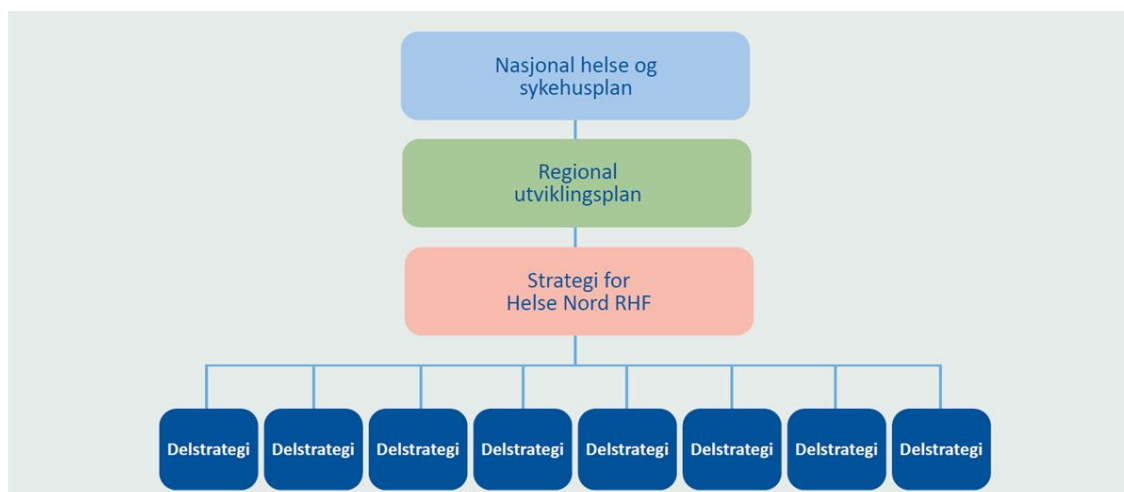 Nasjonal helse og
sykehusplan
Regional
utviklingsplan
Strategi for
Helse Nord RHF
Delstrategi Delstrategi Delstrategi Delstrategi Delstrategi Delstrategi Delstrategi Delstrategi